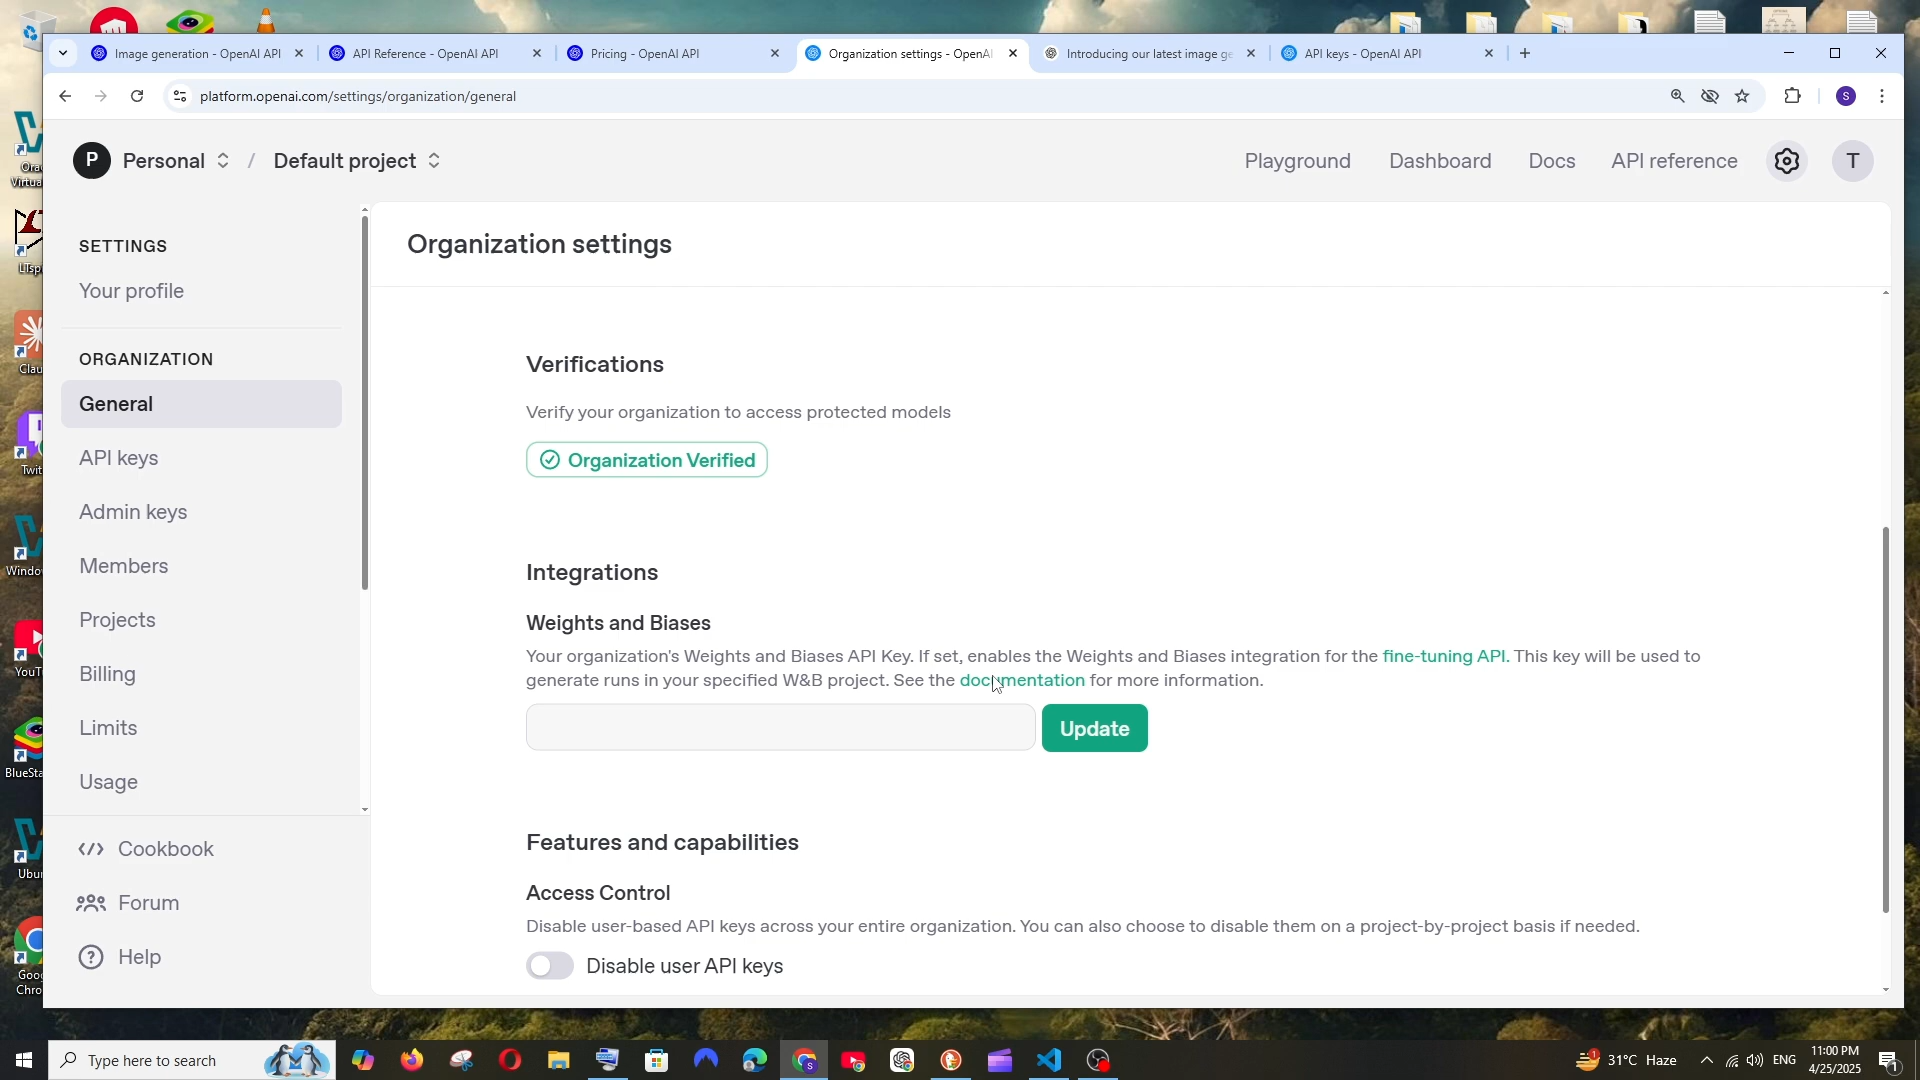 Image generation - OpenAI API
API Reference - OpenAI API
Pricing - OpenAI API
Organization settings - OpenAI
Introducing our latest image ge
API keys - OpenAI API
platform.openai.com/settings/organization/general
S
P
Personal
/
Default project
Playground
Dashboard
Docs
API reference
T
SETTINGS
Your profile
ORGANIZATION
General
API keys
Admin keys
Members
Projects
Billing
Limits
Usage
Cookbook
Forum
Help
Organization settings
Verifications
Verify your organization to access protected models
Organization Verified
Integrations
Weights and Biases
Your organization's Weights and Biases API Key. If set, enables the Weights and Biases integration for the fine-tuning API. This key will be used to
generate runs in your specified W&B project. See the documentation for more information.
Update
Features and capabilities
Access Control
Disable user-based API keys across your entire organization. You can also choose to disable them on a project-by-project basis if needed.
Disable user API keys
Type here to search
31°C Haze
ENG
11:00 PM
4/25/2025
1